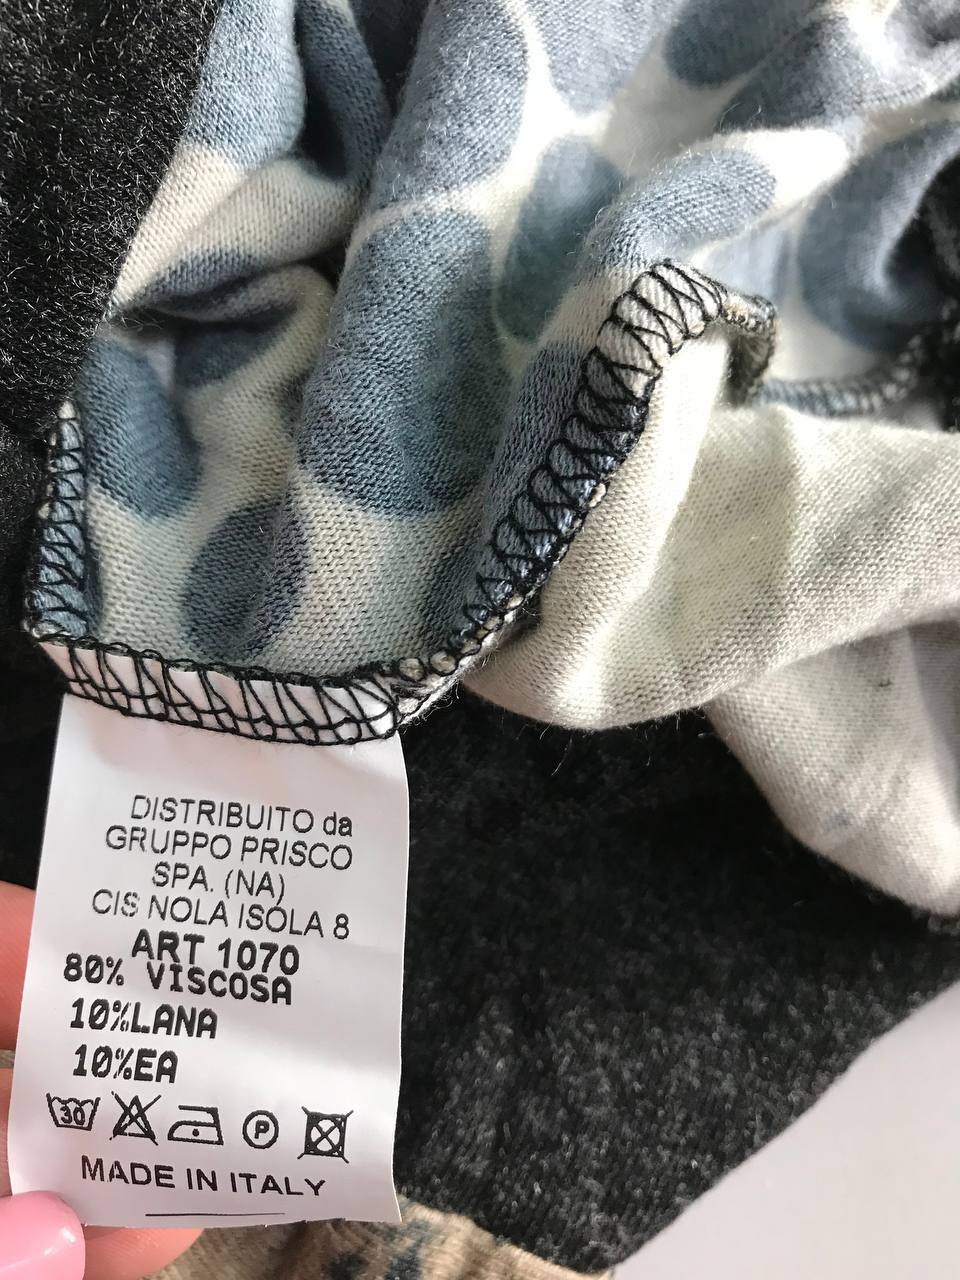 DISTRIBUITO da
GRUPPO PRISCO
SPA. (NA)
CIS NOLA ISOLA 8
ART 1070
80% VISCOSA
10%LANA
10%EA
30
P
MADE IN ITALY